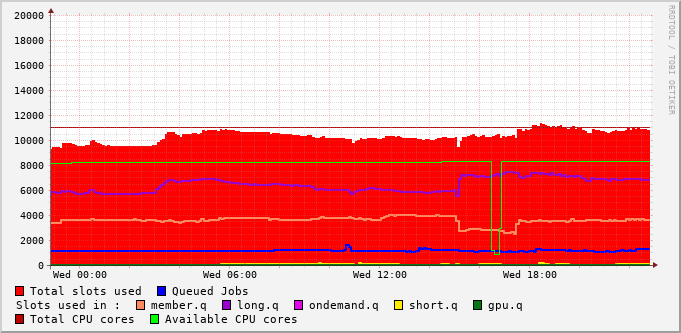 20000
18000
16000
14000
12000
10000
8000
6000
4000
2000
0
Wed 00:00 Wed 06:00 Wed 12:00 Wed 18:00
RRDTOOL / TOBI OETIKER
Total slots used Queued Jobs
Slots used in : member.q long.q ondemand.q short.q gpu.q
Total CPU cores Available CPU cores